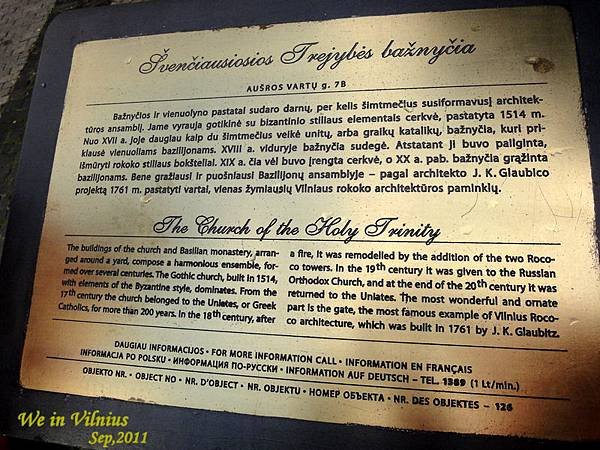 Švenčiausiosios Trejybės bažnyčia
AUŠROS VARTŲ g. 7B
Bažnyčios ir vienuolyno pastatai sudaro darnų, per kelis šimtmečius susiformavusį architek-
tūros ansamblį. Jame vyrauja gotikinė su bizantinio stiliaus elementais cerkvė, pastatyta 1514 m.
Nuo XVII a. joje daugiau kaip du šimtmečius veikė unitų, arba graikų katalikų, bažnyčia, kuri pri-
klausė vienuoliams bazilijonams. XVIII a. viduryje bažnyčia sudegė. Atstatant ji buvo pailginta,
išmūryti rokoko stiliaus bokšteliai. XIX a. čia vėl buvo įrengta cerkvė, o XX a. pab. bažnyčia grąžinta
bazilijonams. Bene gražiausi ir puošniausi Bazilijonų ansamblyje – pagal architekto J. K. Glaubico
projektą 1761 m. pastatyti vartai, vienas žymiausių Vilniaus rokoko architektūros paminklų.
The Church of the Holy Trinity
The buildings of the church and Basilian monastery, arran-
ged around a yard, compose a harmonious ensemble, for-
med over several centuries. The Gothic church, built in 1514,
with elements of the Byzantine style, dominates. From the
17th century the church belonged to the Uniates, or Greek
Catholics, for more than 200 years. In the 18th century, after
a fire, it was remodelled by the addition of the two Roco-
co towers. In the 19th century it was given to the Russian
Orthodox Church, and at the end of the 20th century it was
returned to the Uniates. The most wonderful and ornate
part is the gate, the most famous example of Vilnius Roco-
co architecture, which was built in 1761 by J. K. Glaubitz.
DAUGIAU INFORMACIJOS • FOR MORE INFORMATION CALL • INFORMATION EN FRANÇAIS
INFORMACJA PO POLSKU • ИНФОРМАЦИЯ ПО-РУССКИ • INFORMATION AUF DEUTSCH – TEL. 1389 (1 Lt/min.)
OBJEKTO NR. • OBJECT NO • NR. D'OBJECT • NR. OBJEKTU • НОМЕР ОБЪЕКТА • NR. DES OBJEKTES – 126
We in Vilnius
Sep,2011